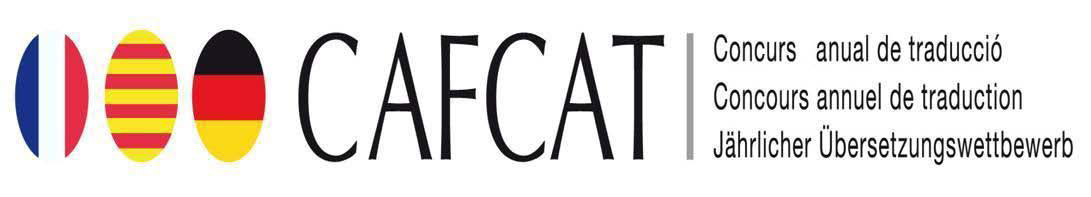 CAFCAT
Concurs anual de traducció
Concours annuel de traduction
Jährlicher Übersetzungswettbewerb